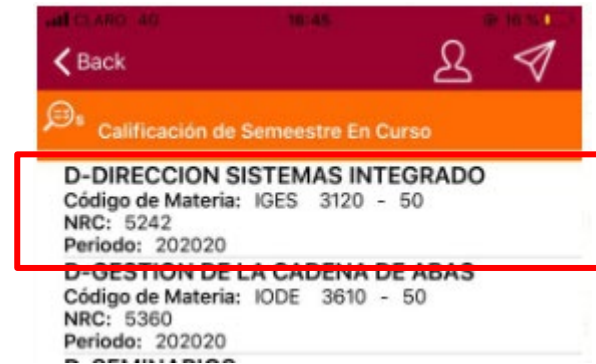 CLARO 4G 16:45 @ 16 %
Back
Calificación de Semeestre En Curso
D-DIRECCION SISTEMAS INTEGRADO
Código de Materia: IGES 3120 - 50
NRC: 5242
Periodo: 202020
D-GESTION DE LA CADENA DE ABAS
Código de Materia: IODE 3610 - 50
NRC: 5360
Periodo: 202020
D-SEMINARIOS